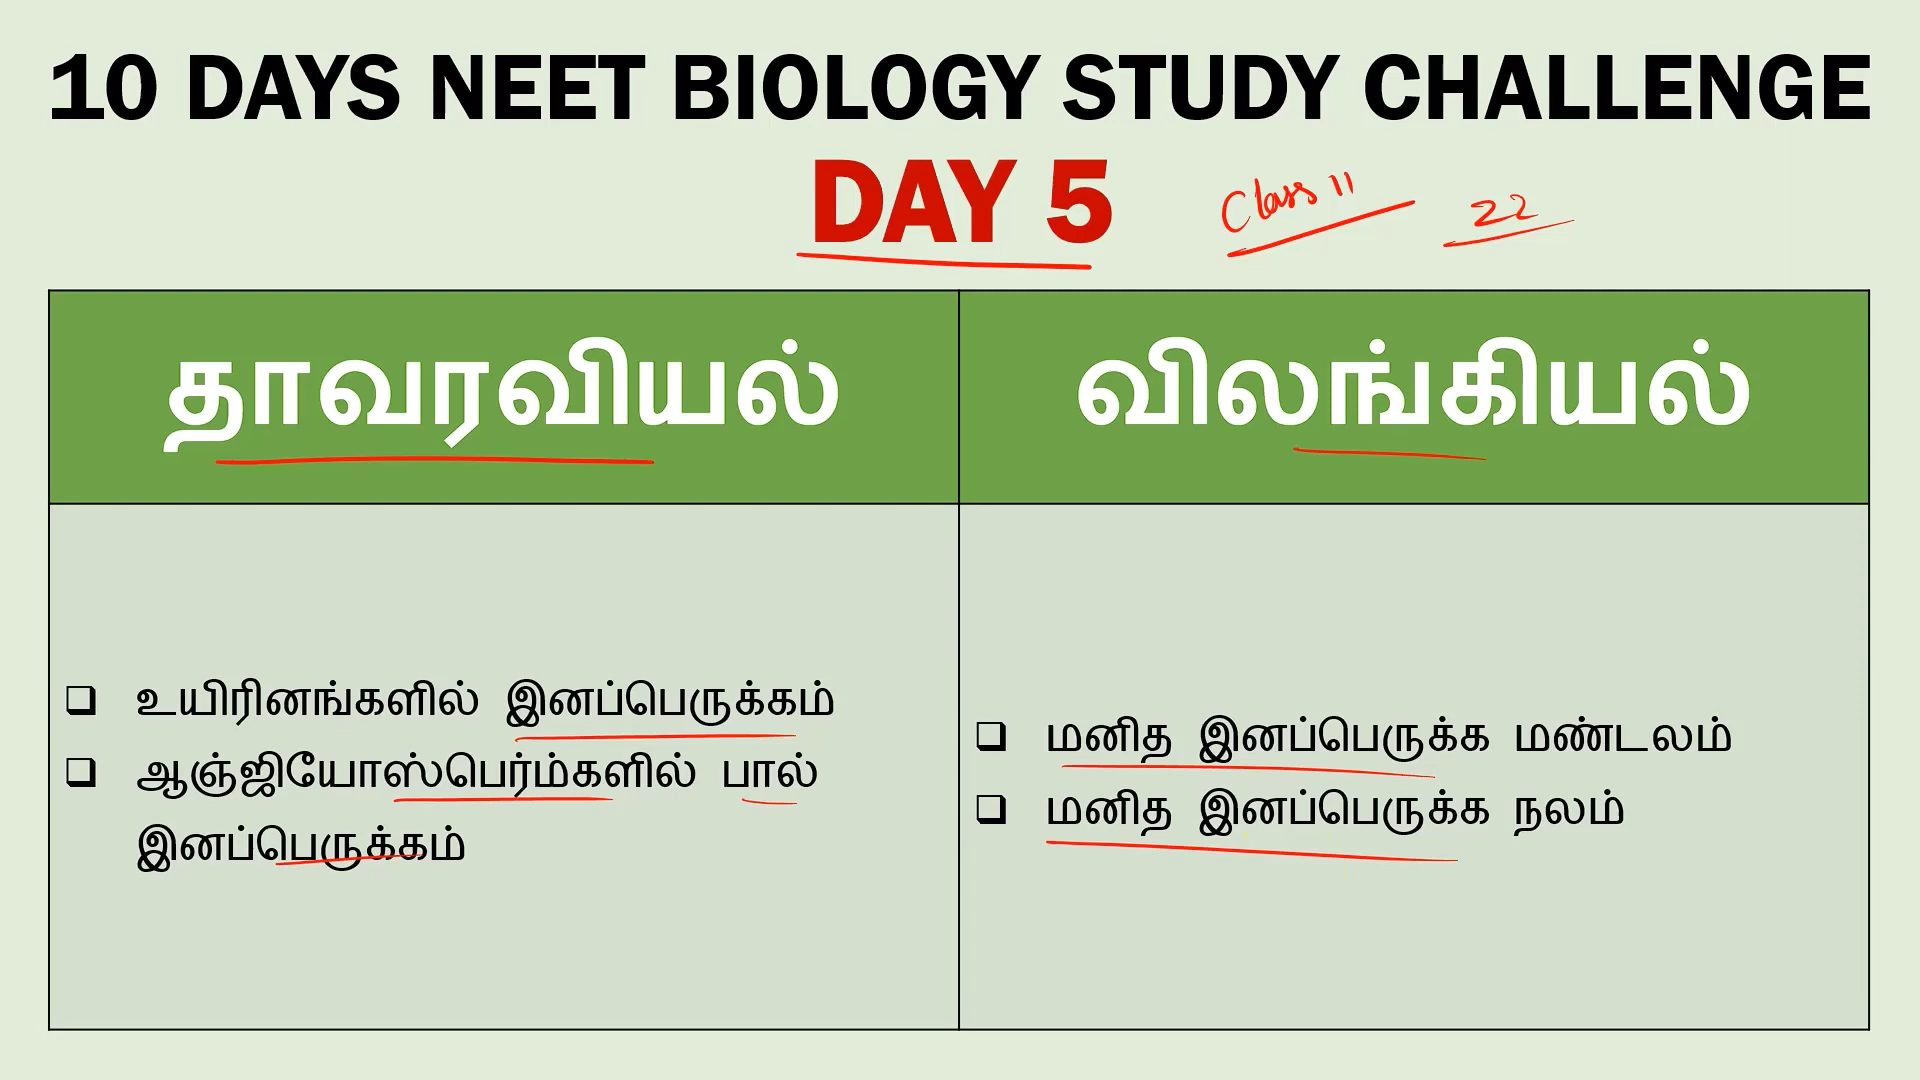 10 DAYS NEET BIOLOGY STUDY CHALLENGE
DAY 5
Class 11
22
தாவரவியல்
விலங்கியல்
உயிரினங்களில் இனப்பெருக்கம்
ஆஞ்ஜியோஸ்பெர்ம்களில் பால்
இனப்பெருக்கம்
மனித இனப்பெருக்க மண்டலம்
மனித இனப்பெருக்க நலம்